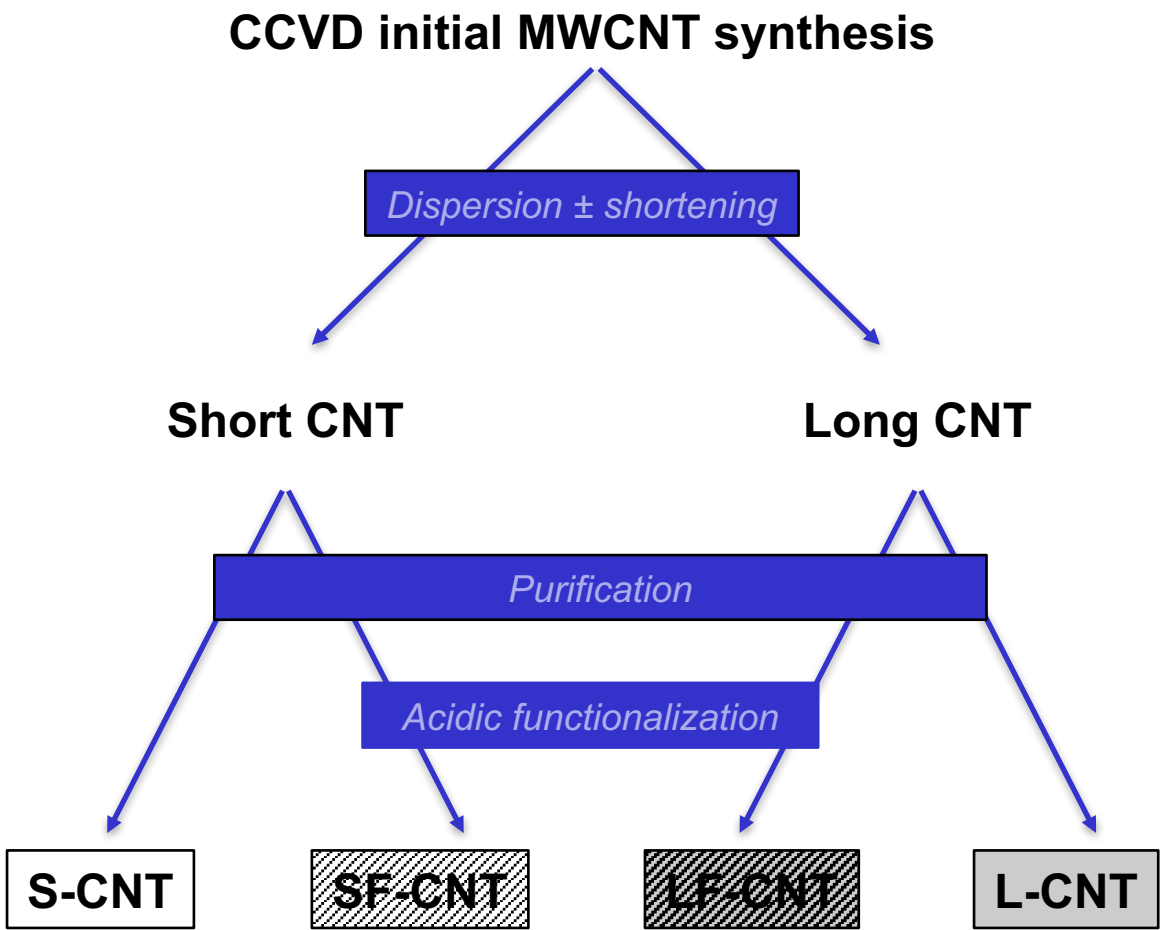 CCVD initial MWCNT synthesis
Dispersion ± shortening
Short CNT
Long CNT
Purification
Acidic functionalization
S-CNT
SF-CNT
LF-CNT
L-CNT